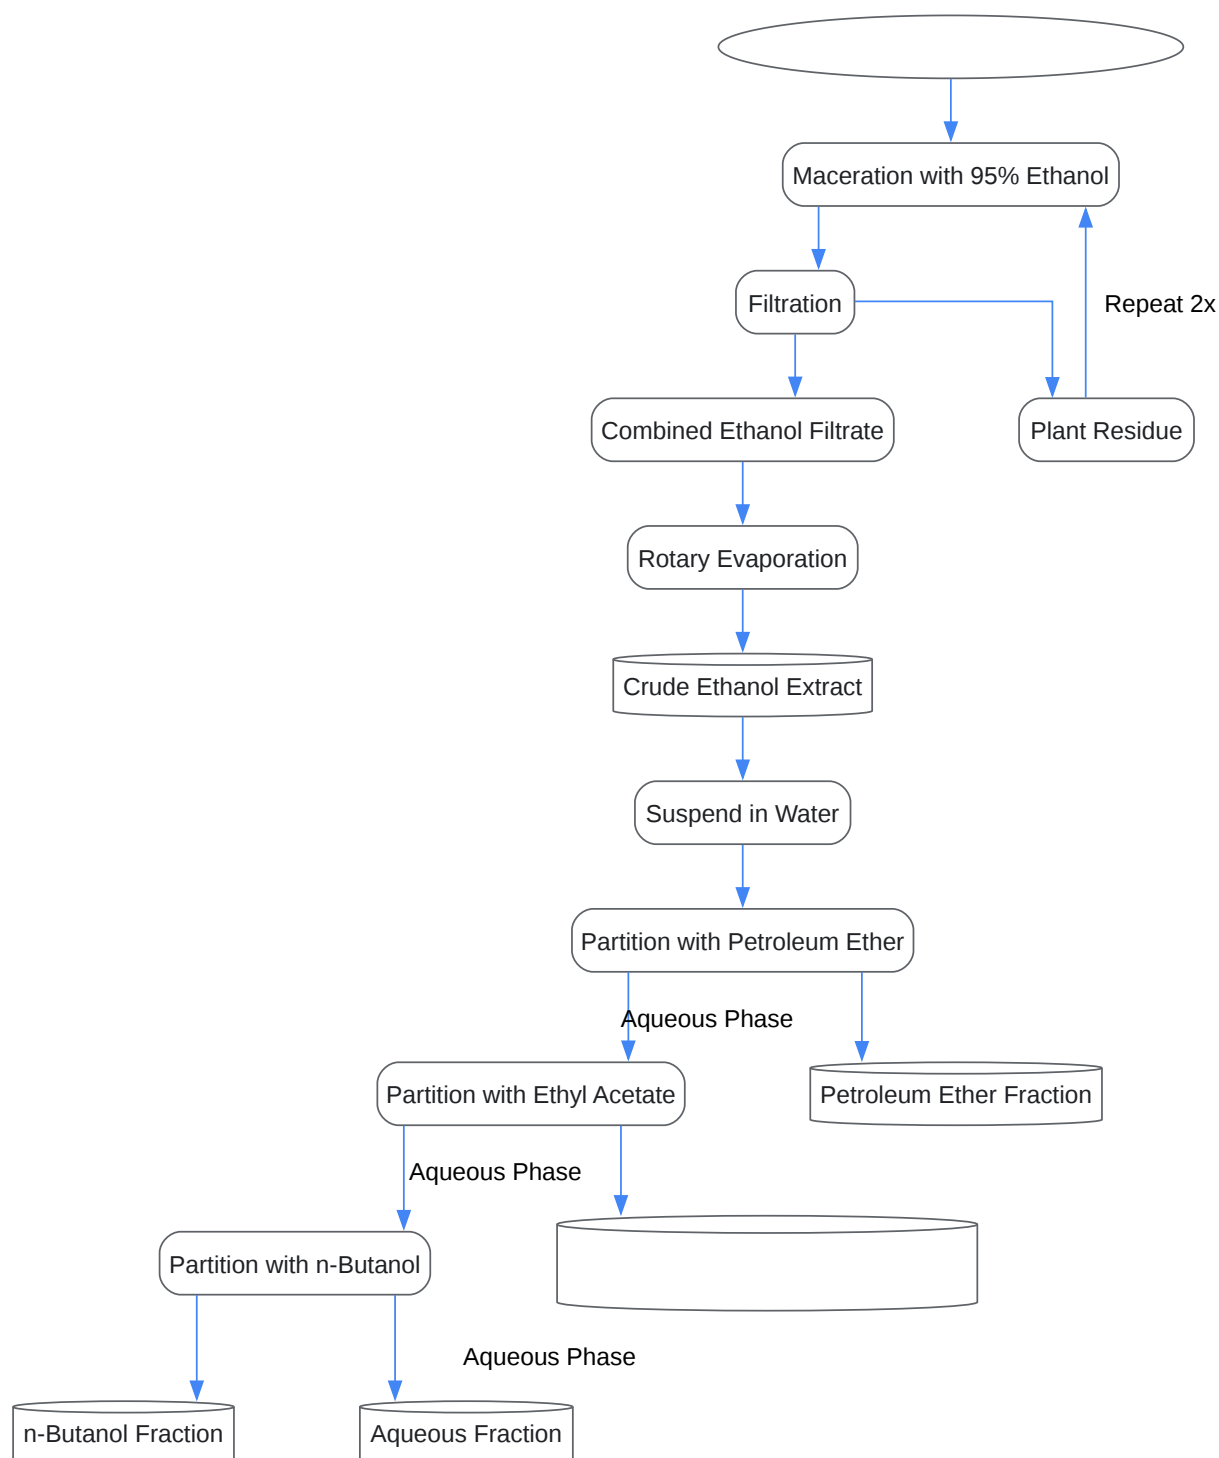 Maceration with 95% Ethanol
Filtration
Repeat 2x
Combined Ethanol Filtrate
Plant Residue
Rotary Evaporation
Crude Ethanol Extract
Suspend in Water
Partition with Petroleum Ether
Aqueous Phase
Partition with Ethyl Acetate
Petroleum Ether Fraction
Aqueous Phase
Partition with n-Butanol
Aqueous Phase
n-Butanol Fraction
Aqueous Fraction